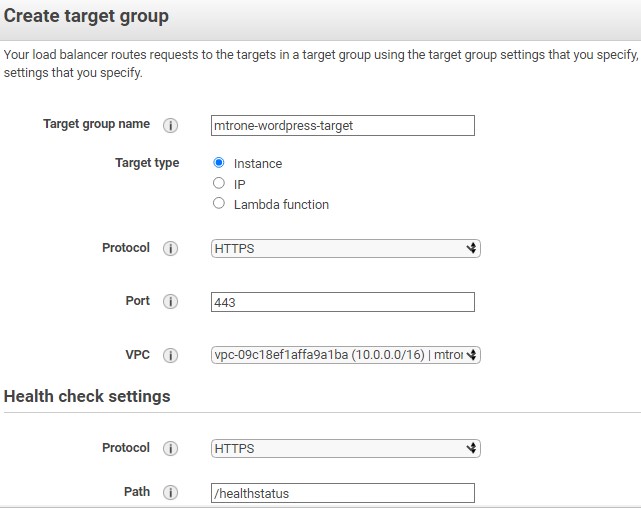 Create target group
Your load balancer routes requests to the targets in a target group using the target group settings that you specify,
settings that you specify.
Target group name i mtrone-wordpress-target
Target type Instance
IP
Lambda function
Protocol i HTTPS
Port i 443
VPC i vpc-09c18ef1affa9a1ba (10.0.0.0/16) | mtror
Health check settings
Protocol i HTTPS
Path i /healthstatus